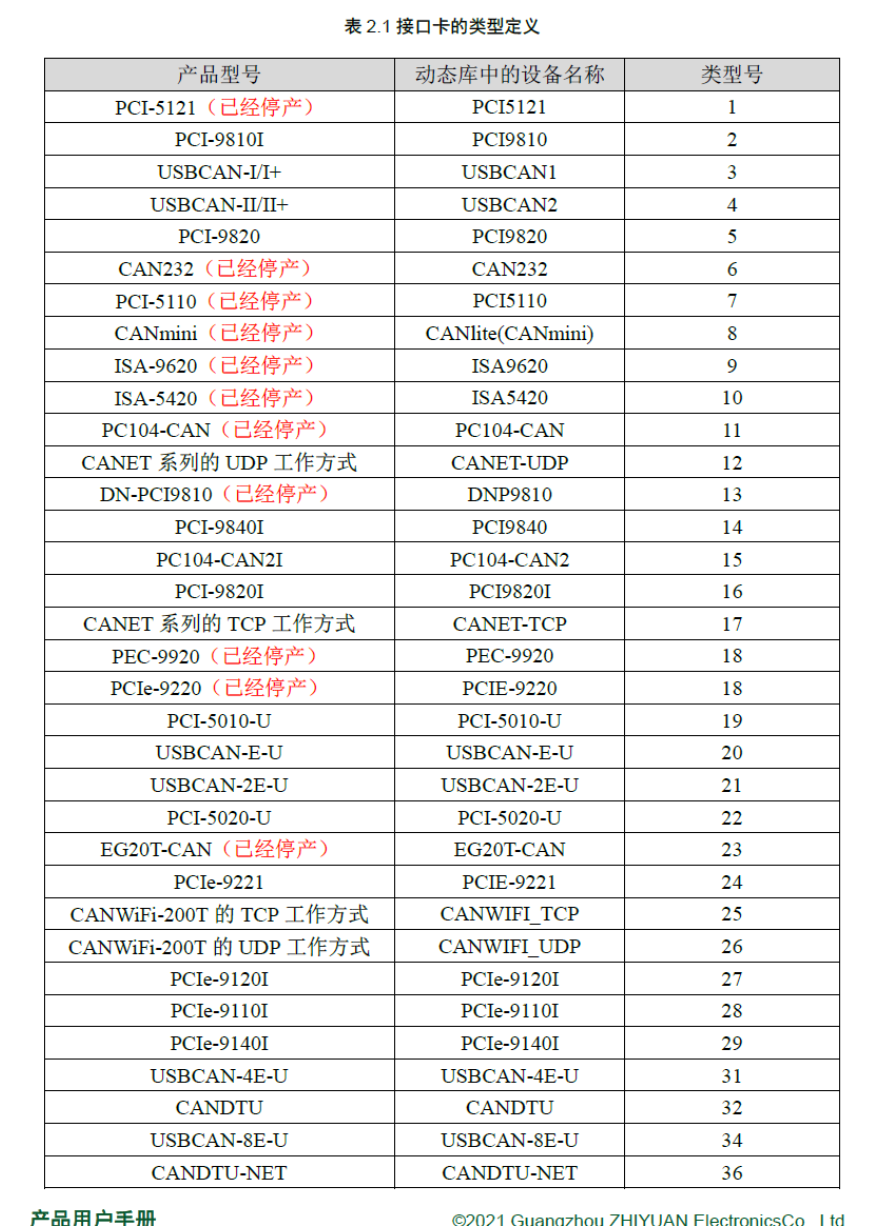 表 2.1 接口卡的类型定义
产品型号 动态库中的设备名称 类型号
PCI-5121（已经停产） PCI5121 1
PCI-9810I PCI9810 2
USBCAN-I/I+ USBCAN1 3
USBCAN-II/II+ USBCAN2 4
PCI-9820 PCI9820 5
CAN232（已经停产） CAN232 6
PCI-5110（已经停产） PCI5110 7
CANmini（已经停产） CANlite(CANmini) 8
ISA-9620（已经停产） ISA9620 9
ISA-5420（已经停产） ISA5420 10
PC104-CAN（已经停产） PC104-CAN 11
CANET 系列的 UDP 工作方式 CANET-UDP 12
DN-PCI9810（已经停产） DNP9810 13
PCI-9840I PCI9840 14
PC104-CAN2I PC104-CAN2 15
PCI-9820I PCI9820I 16
CANET 系列的 TCP 工作方式 CANET-TCP 17
PEC-9920（已经停产） PEC-9920 18
PCIe-9220（已经停产） PCIE-9220 18
PCI-5010-U PCI-5010-U 19
USBCAN-E-U USBCAN-E-U 20
USBCAN-2E-U USBCAN-2E-U 21
PCI-5020-U PCI-5020-U 22
EG20T-CAN（已经停产） EG20T-CAN 23
PCIe-9221 PCIE-9221 24
CANWiFi-200T 的 TCP 工作方式 CANWIFI_TCP 25
CANWiFi-200T 的 UDP 工作方式 CANWIFI_UDP 26
PCIe-9120I PCIe-9120I 27
PCIe-9110I PCIe-9110I 28
PCIe-9140I PCIe-9140I 29
USBCAN-4E-U USBCAN-4E-U 31
CANDTU CANDTU 32
USBCAN-8E-U USBCAN-8E-U 34
CANDTU-NET CANDTU-NET 36
产品用户手册 ©2021 Guangzhou ZHIYUAN ElectronicsCo., Ltd